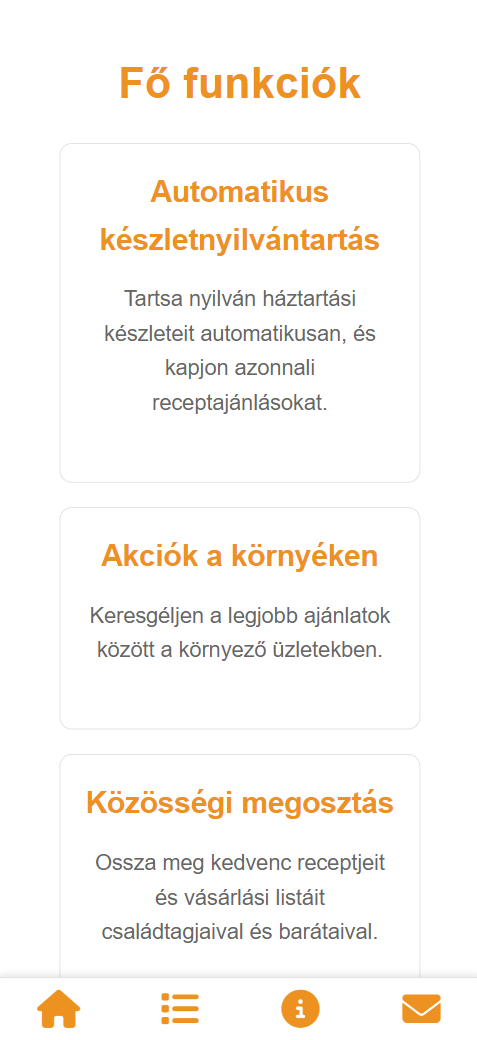 Fő funkciók
Automatikus
készletnyilvántartás
Tartsa nyilván háztartási
készleteit automatikusan, és
kapjon azonnali
receptajánlásokat.
Akciók a környéken
Keresgéljen a legjobb ajánlatok
között a környező üzletekben.
Közösségi megosztás
Ossza meg kedvenc receptjeit
és vásárlási listáit
családtagjaival és barátaival.